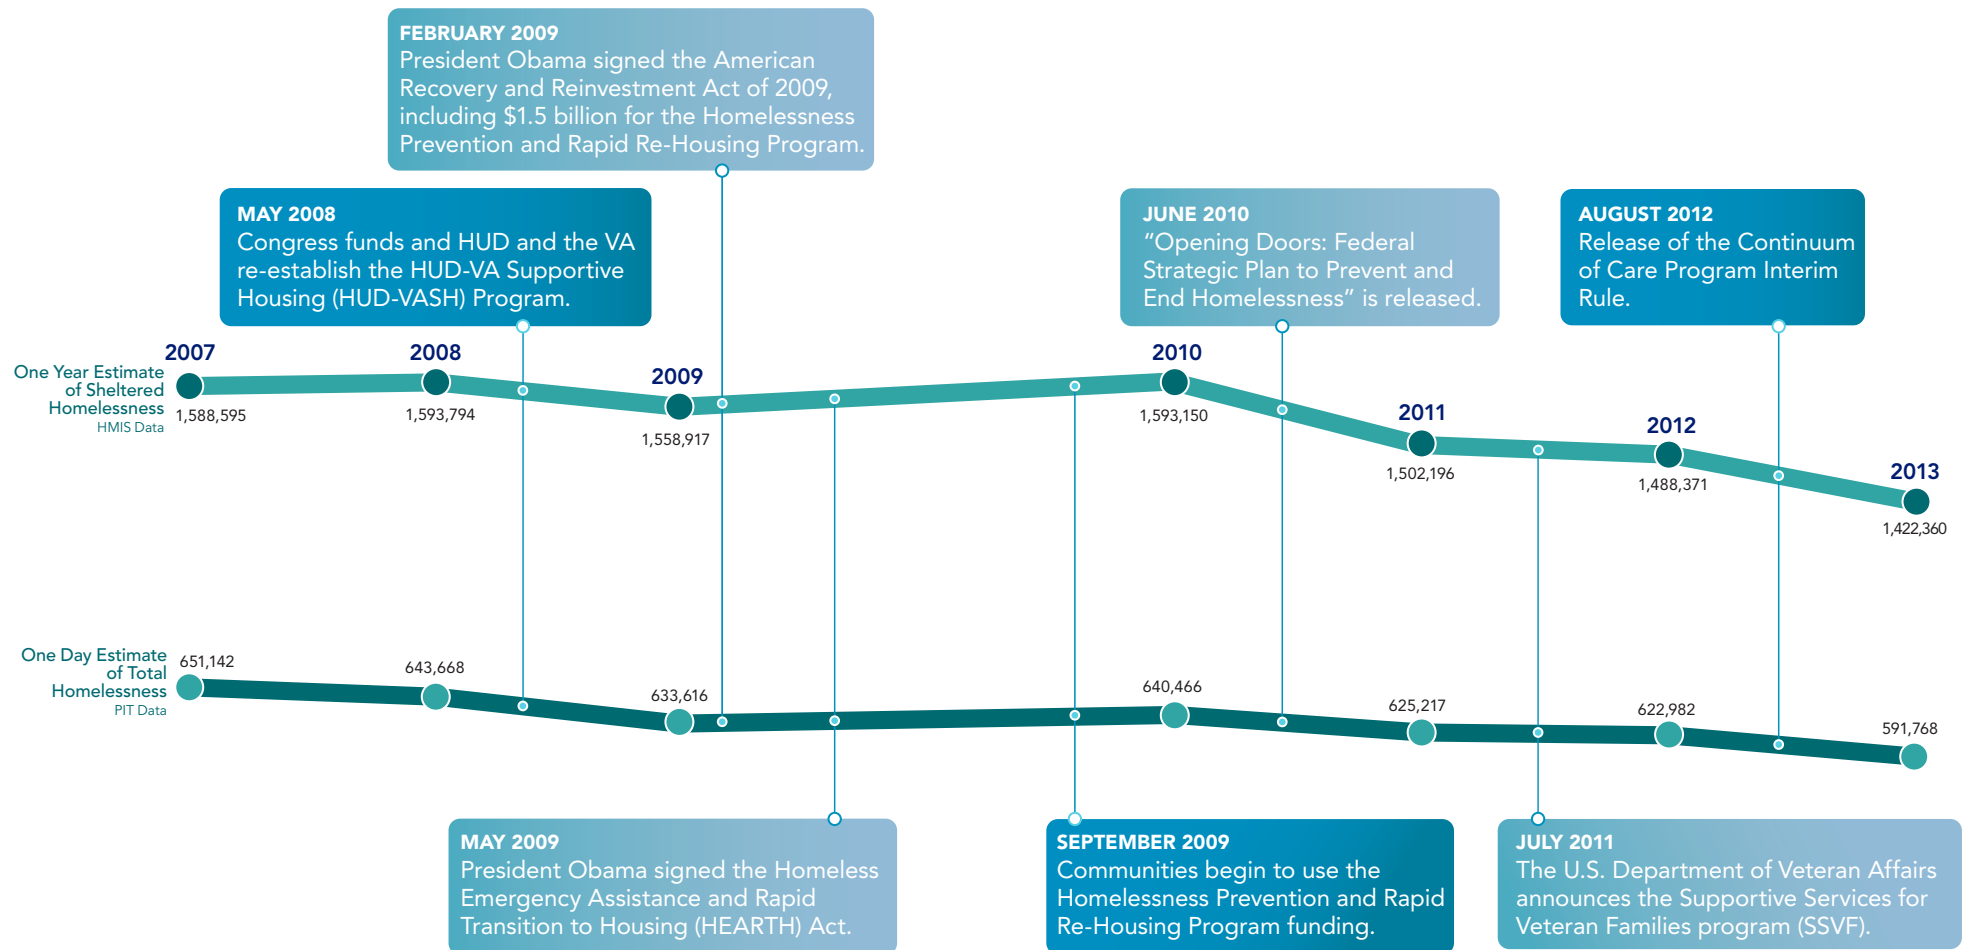 FEBRUARY 2009
President Obama signed the American
Recovery and Reinvestment Act of 2009,
including $1.5 billion for the Homelessness
Prevention and Rapid Re-Housing Program.
MAY 2008
Congress funds and HUD and the VA
re-establish the HUD-VA Supportive
Housing (HUD-VASH) Program.
JUNE 2010
“Opening Doors: Federal
Strategic Plan to Prevent and
End Homelessness” is released.
AUGUST 2012
Release of the Continuum
of Care Program Interim
Rule.
One Year Estimate
of Sheltered
Homelessness
HMIS Data
2007
1,588,595
2008
1,593,794
2009
1,558,917
2010
1,593,150
2011
1,502,196
2012
1,488,371
2013
1,422,360
One Day Estimate
of Total
Homelessness
PIT Data
651,142
643,668
633,616
640,466
625,217
622,982
591,768
MAY 2009
President Obama signed the Homeless
Emergency Assistance and Rapid
Transition to Housing (HEARTH) Act.
SEPTEMBER 2009
Communities begin to use the
Homelessness Prevention and Rapid
Re-Housing Program funding.
JULY 2011
The U.S. Department of Veteran Affairs
announces the Supportive Services for
Veteran Families program (SSVF).